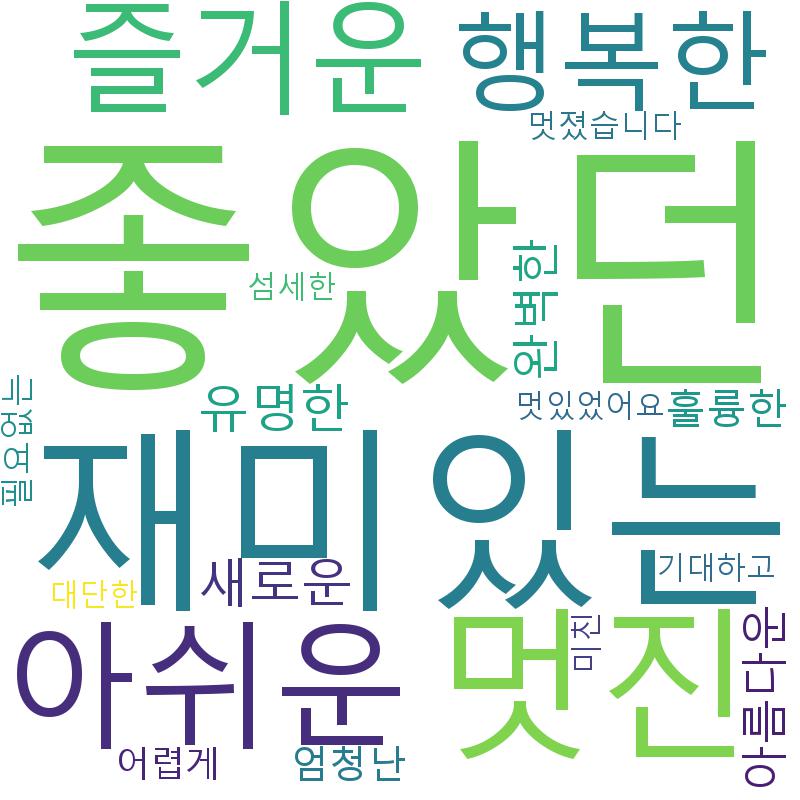 즐거운
행복한
멋졌습니다
좋았던
섬세한
완벽한
유명한
멋있었어요
훌륭한
필요없는
재미있는
기대하고
대단한
새로운
아쉬운
멋진
미친
아름다운
어렵게
엄청난